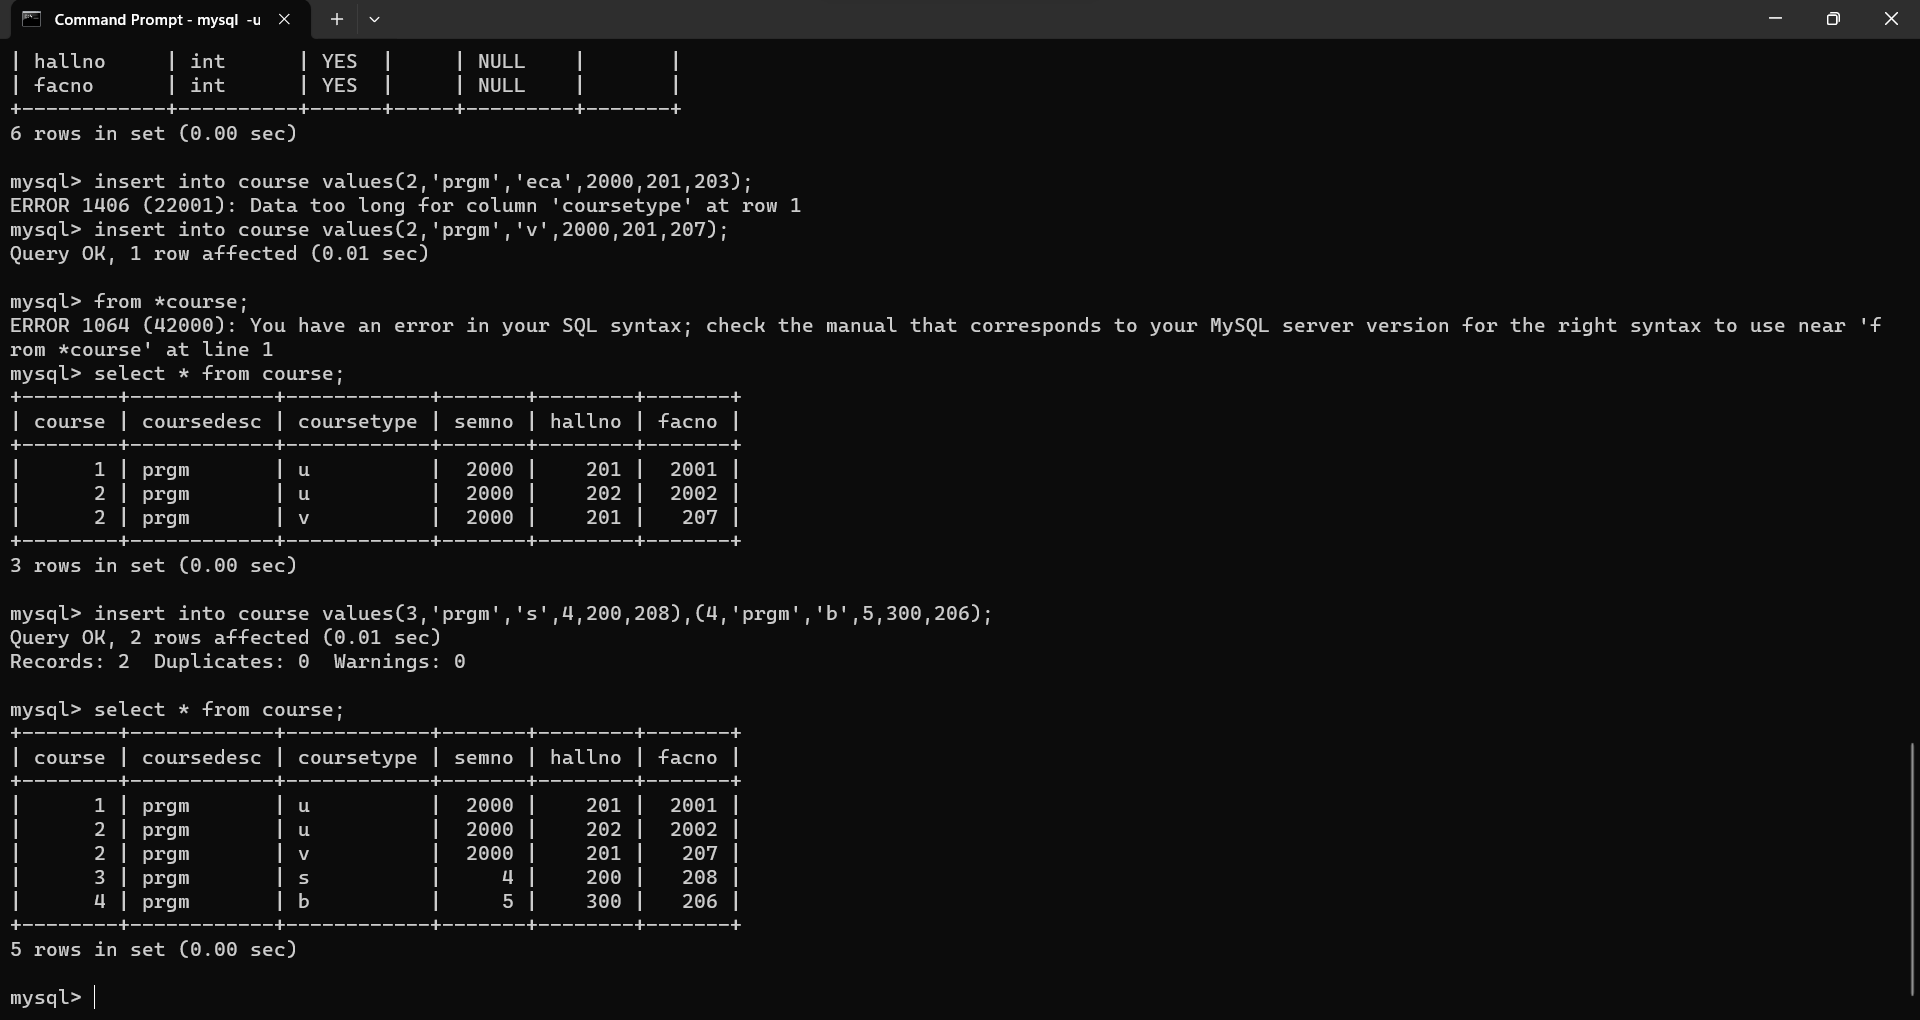 Command Prompt - mysql -u
| hallno     | int      | YES  |     | NULL    |       |
| facno      | int      | YES  |     | NULL    |       |
+------------+----------+------+-----+---------+-------+
6 rows in set (0.00 sec)
mysql> insert into course values(2,'prgm','eca',2000,201,203);
ERROR 1406 (22001): Data too long for column 'coursetype' at row 1
mysql> insert into course values(2,'prgm','v',2000,201,207);
Query OK, 1 row affected (0.01 sec)
mysql> from *course;
ERROR 1064 (42000): You have an error in your SQL syntax; check the manual that corresponds to your MySQL server version for the right syntax to use near 'f
rom *course' at line 1
mysql> select * from course;
+--------+------------+------------+-------+--------+-------+
| course | coursedesc | coursetype | semno | hallno | facno |
+--------+------------+------------+-------+--------+-------+
|      1 | prgm       | u          |  2000 |    201 |  2001 |
|      2 | prgm       | u          |  2000 |    202 |  2002 |
|      2 | prgm       | v          |  2000 |    201 |   207 |
+--------+------------+------------+-------+--------+-------+
3 rows in set (0.00 sec)
mysql> insert into course values(3,'prgm','s',4,200,208),(4,'prgm','b',5,300,206);
Query OK, 2 rows affected (0.01 sec)
Records: 2  Duplicates: 0  Warnings: 0
mysql> select * from course;
+--------+------------+------------+-------+--------+-------+
| course | coursedesc | coursetype | semno | hallno | facno |
+--------+------------+------------+-------+--------+-------+
|      1 | prgm       | u          |  2000 |    201 |  2001 |
|      2 | prgm       | u          |  2000 |    202 |  2002 |
|      2 | prgm       | v          |  2000 |    201 |   207 |
|      3 | prgm       | s          |     4 |    200 |   208 |
|      4 | prgm       | b          |     5 |    300 |   206 |
+--------+------------+------------+-------+--------+-------+
5 rows in set (0.00 sec)
mysql>